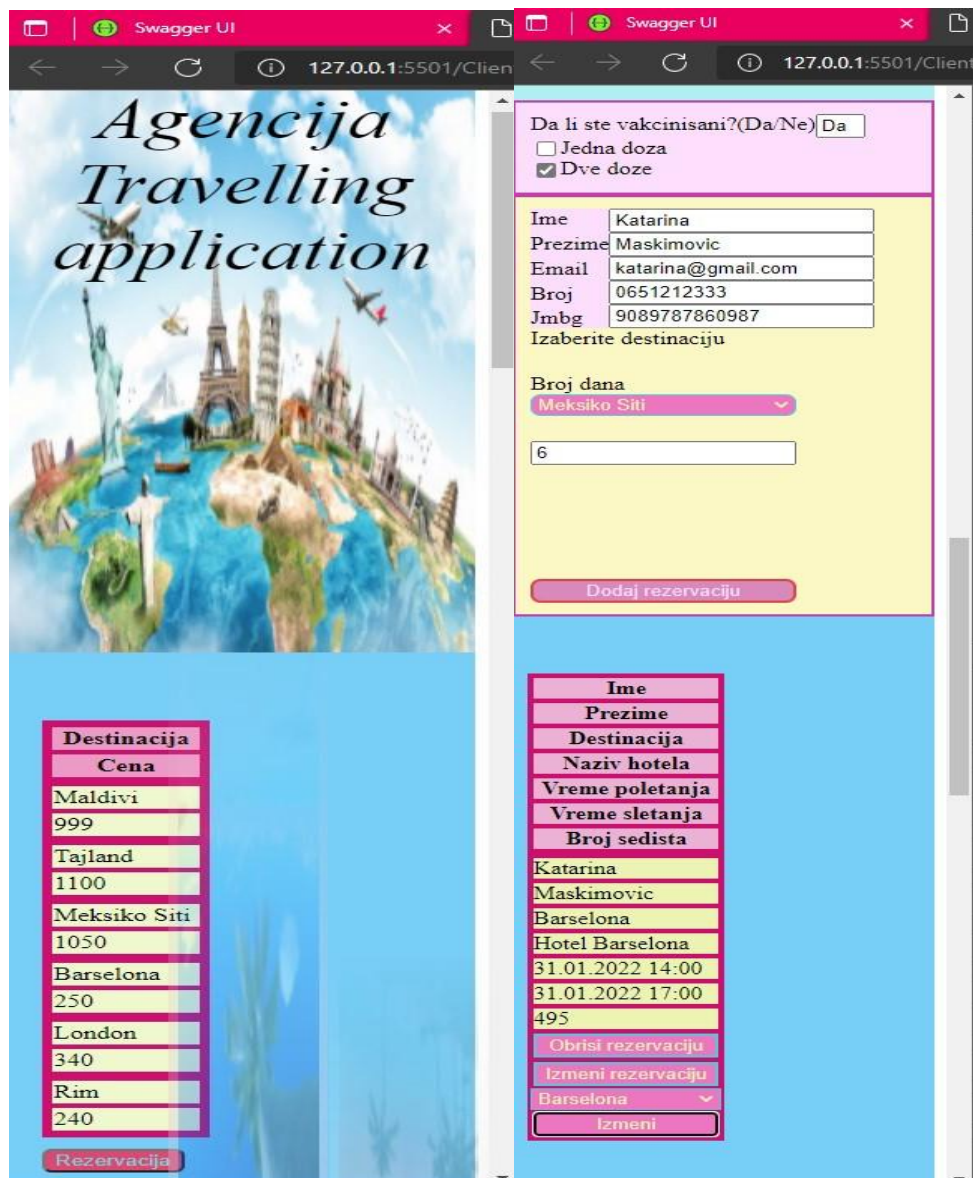 Swagger UI
127.0.0.1:5501/Clien
Agencija
Travelling
application
Destinacija
Cena
Maldivi
999
Tajland
1100
Meksiko Siti
1050
Barselona
250
London
340
Rim
240
Rezervacija
Swagger UI
127.0.0.1:5501/Client
Da li ste vakcinisani?(Da/Ne) Da
Jedna doza
Dve doze
Ime Katarina
Prezime Maskimovic
Email katarina@gmail.com
Broj 0651212333
Jmbg 9089787860987
Izaberite destinaciju
Broj dana
Meksiko Siti
6
Dodaj rezervaciju
Ime
Prezime
Destinacija
Naziv hotela
Vreme poletanja
Vreme sletanja
Broj sedista
Katarina
Maskimovic
Barselona
Hotel Barselona
31.01.2022 14:00
31.01.2022 17:00
495
Obrisi rezervaciju
Izmeni rezervaciju
Barselona
Izmeni